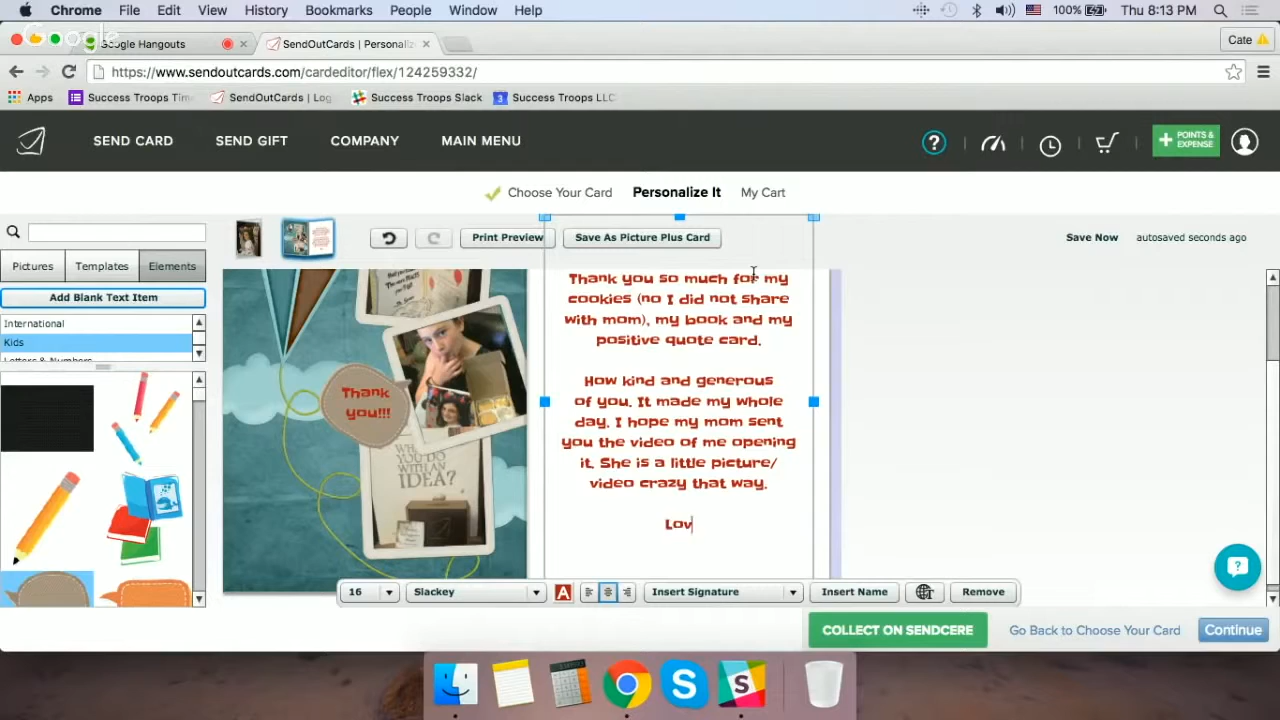 Chrome File Edit View History Bookmarks People Window Help 100% Thu 8:13 PM
Google
Google Hangouts SendOutCards | Personaliz Cate
https://www.sendoutcards.com/cardeditor/flex/124259332/
Apps Success Troops Tim SendOutCards | Log Success Troops Slack Success Troops LLC
SEND CARD SEND GIFT COMPANY MAIN MENU ? + POINTS & EXPENSE
Choose Your Card Personalize It My Cart
Print Preview Save As Picture Plus Card Save Now autosaved seconds ago
Pictures Templates Elements
Add Blank Text Item
International
Kids
Letters & Numbers
Thank
you!!!
WHAT
DO YOU DO
WITH AN
IDEA?
Thank you so much for my
cookies (no I did not share
with mom), my book and my
positive quote card.
How kind and generous
of you. It made my whole
day. I hope my mom sent
you the video of me opening
it. She is a little picture/
video crazy that way.
Lov
16 Slackey A Insert Signature Insert Name T Remove
COLLECT ON SENDCERE Go Back to Choose Your Card Continue